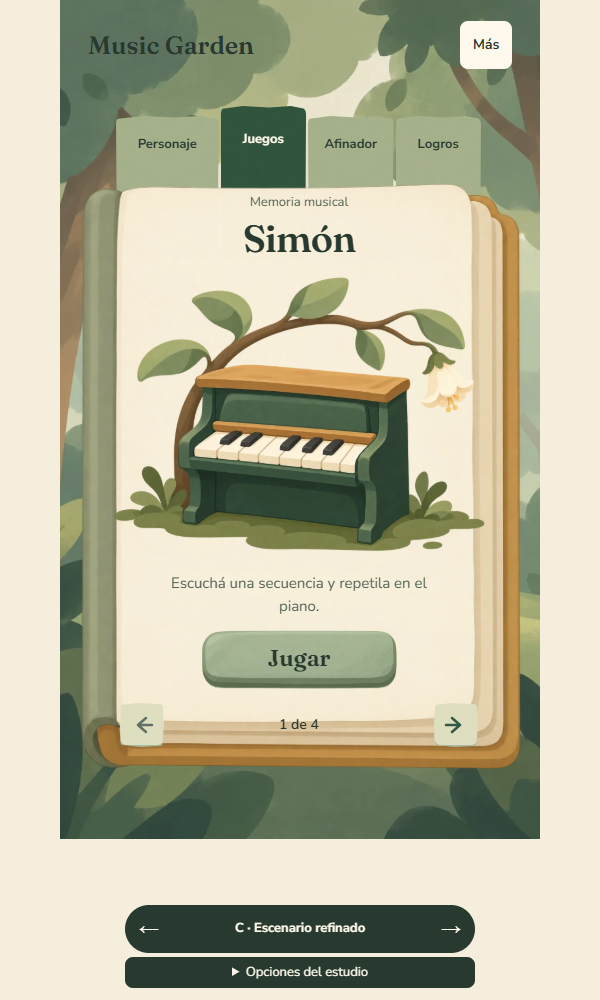 Music Garden
Más
Personaje
Juegos
Afinador
Logros
Memoria musical
Simón
Escuchá una secuencia y repetila en el
piano.
Jugar
← 1 de 4 →
← C · Escenario refinado →
▶ Opciones del estudio